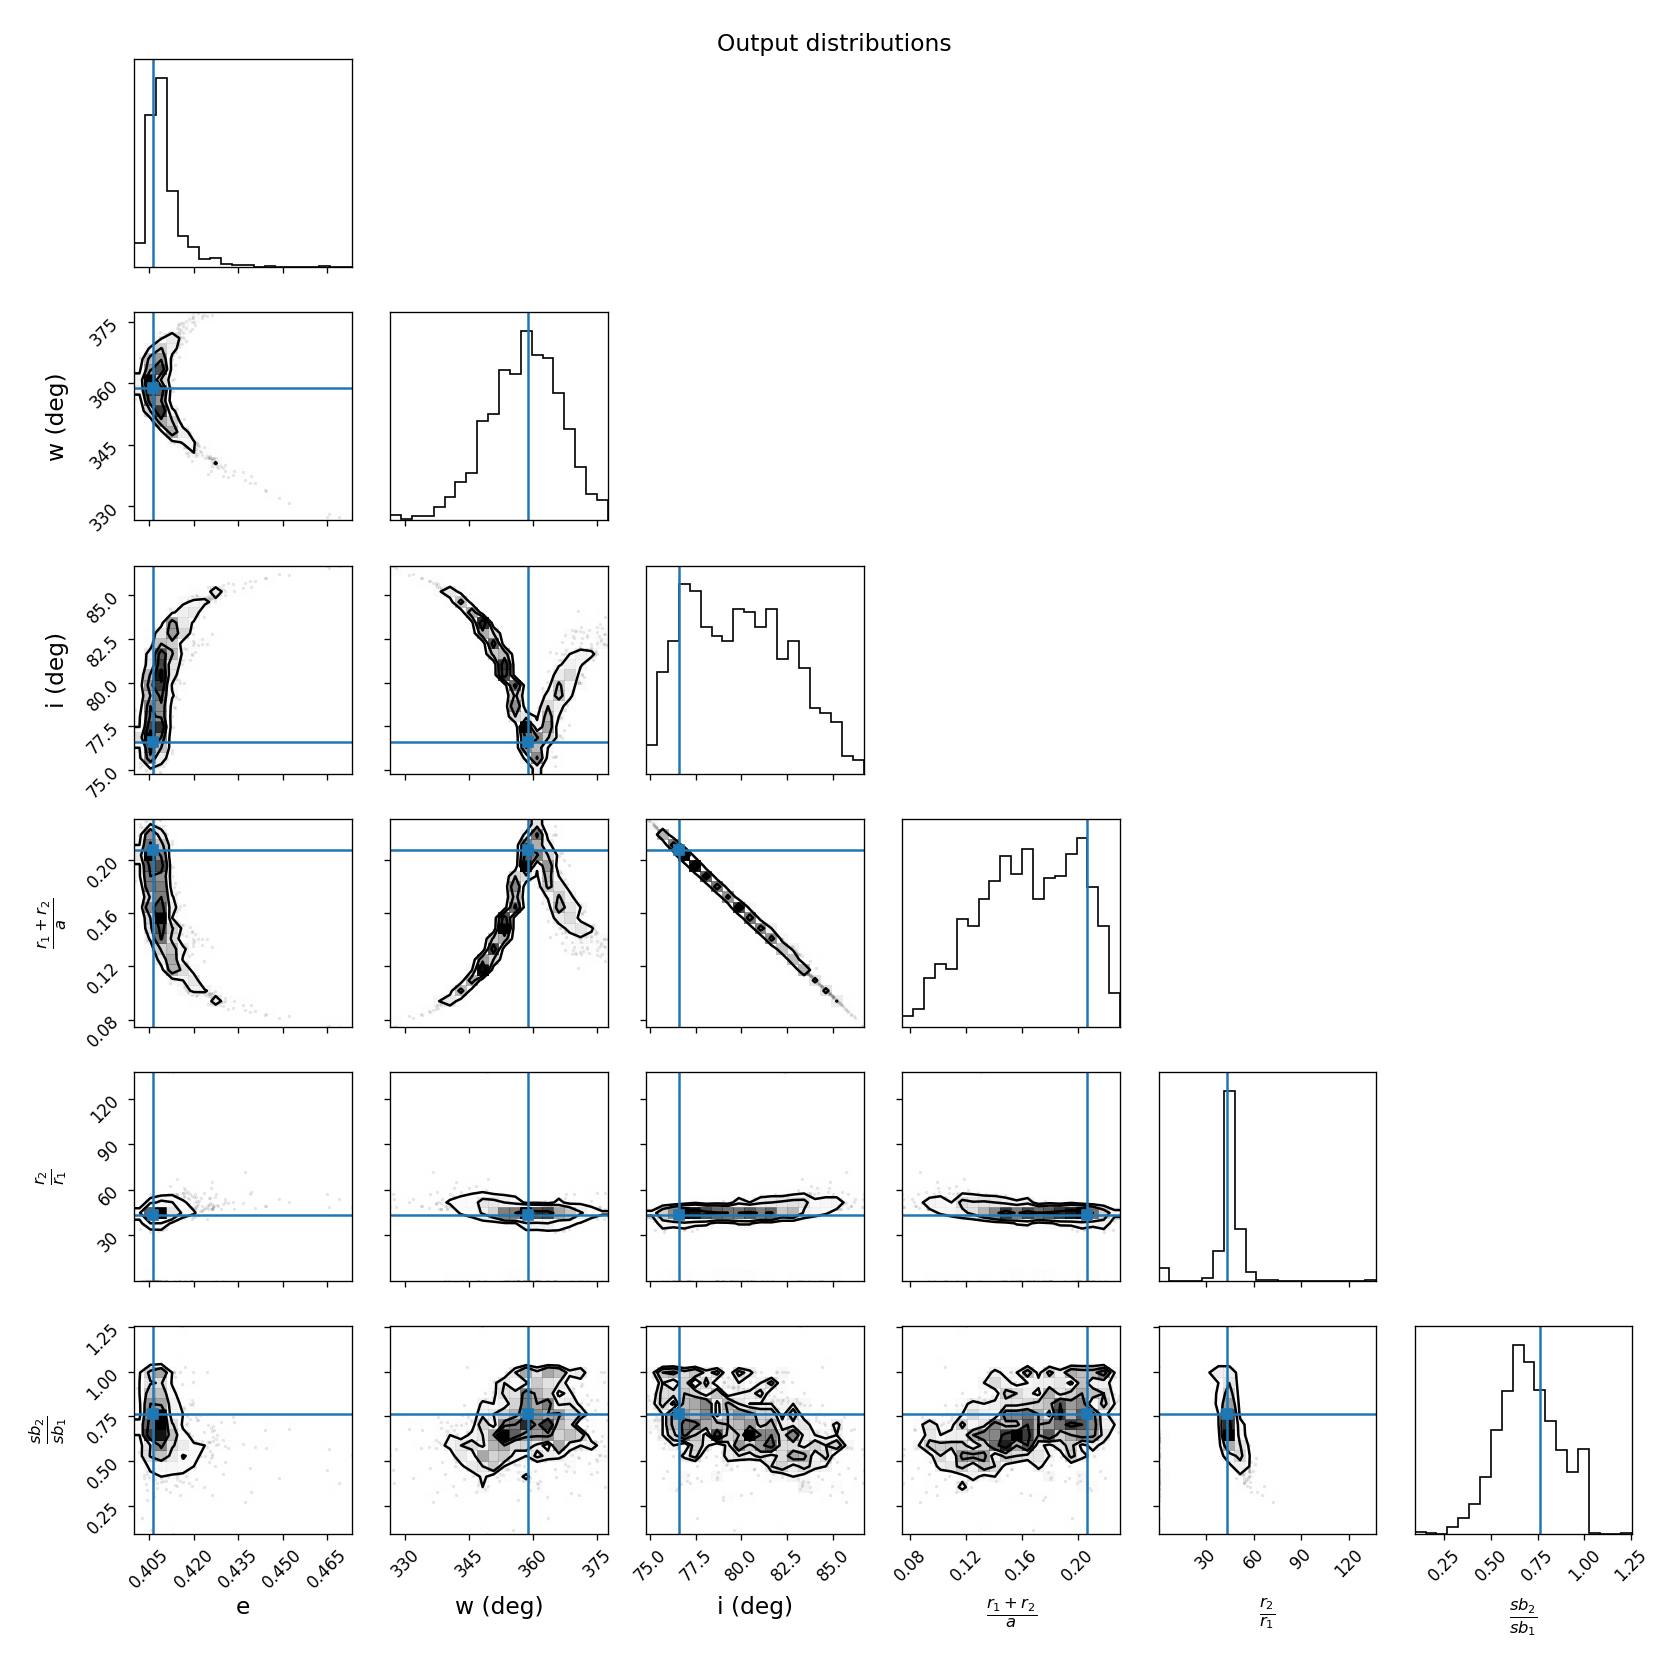 Output distributions
w (deg)
375
360
345
330
i (deg)
85.0
82.5
80.0
77.5
75.0
r₁ + r₂
a
0.20
0.16
0.12
0.08
r₂
r₁
120
90
60
30
sb₂
sb₁
1.25
1.00
0.75
0.50
0.25
0.405 0.420 0.435 0.450 0.465 330 345 360 375 75.0 77.5 80.0 82.5 85.0 0.08 0.12 0.16 0.20 30 60 90 120 0.25 0.50 0.75 1.00 1.25
e w (deg) i (deg)
r₁ + r₂ r₂ sb₂
a r₁ sb₁